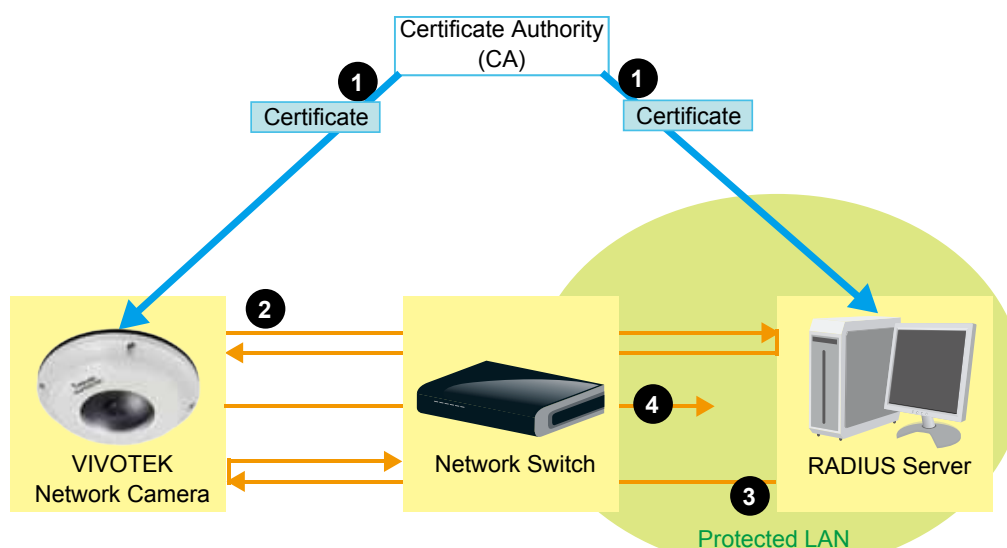 Certificate Authority
(CA)
1
1
Certificate
Certificate
2
4
VIVOTEK
Network Camera
Network Switch
RADIUS Server
3
Protected LAN